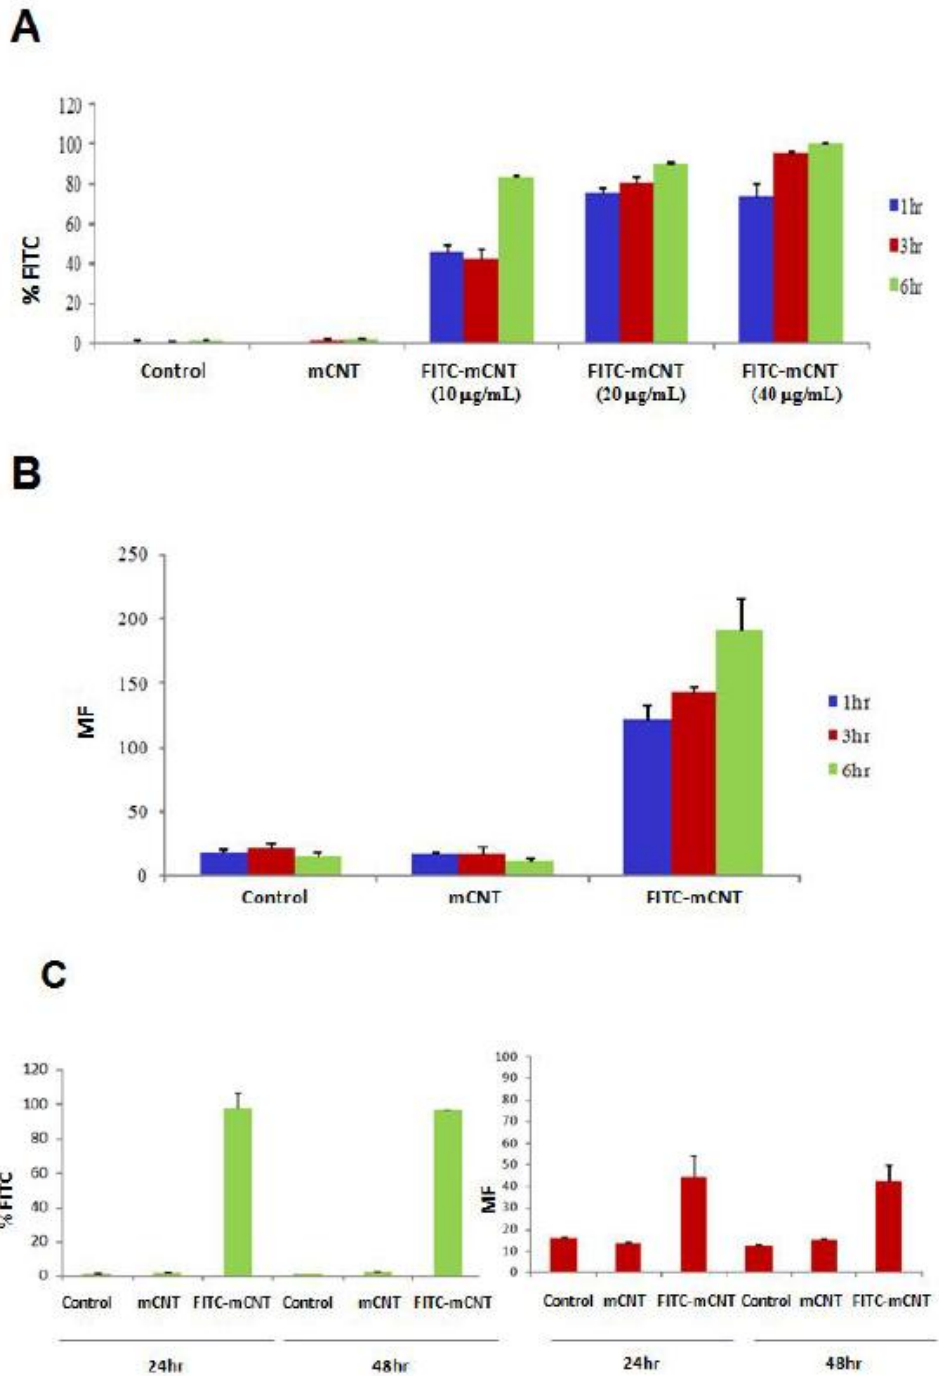 A
120
100
80
60
40
20
0
% FITC
Control mCNT FITC-mCNT FITC-mCNT FITC-mCNT
(10 µg/mL) (20 µg/mL) (40 µg/mL)
1hr
3hr
6hr
B
250
200
150
100
50
0
MF
Control mCNT FITC-mCNT
1hr
3hr
6hr
C
120
100
80
60
40
20
0
% FITC
Control mCNT FITC-mCNT Control mCNT FITC-mCNT
24hr 48hr
100
90
80
70
60
50
40
30
20
10
0
MF
Control mCNT FITC-mCNT Control mCNT FITC-mCNT
24hr 48hr